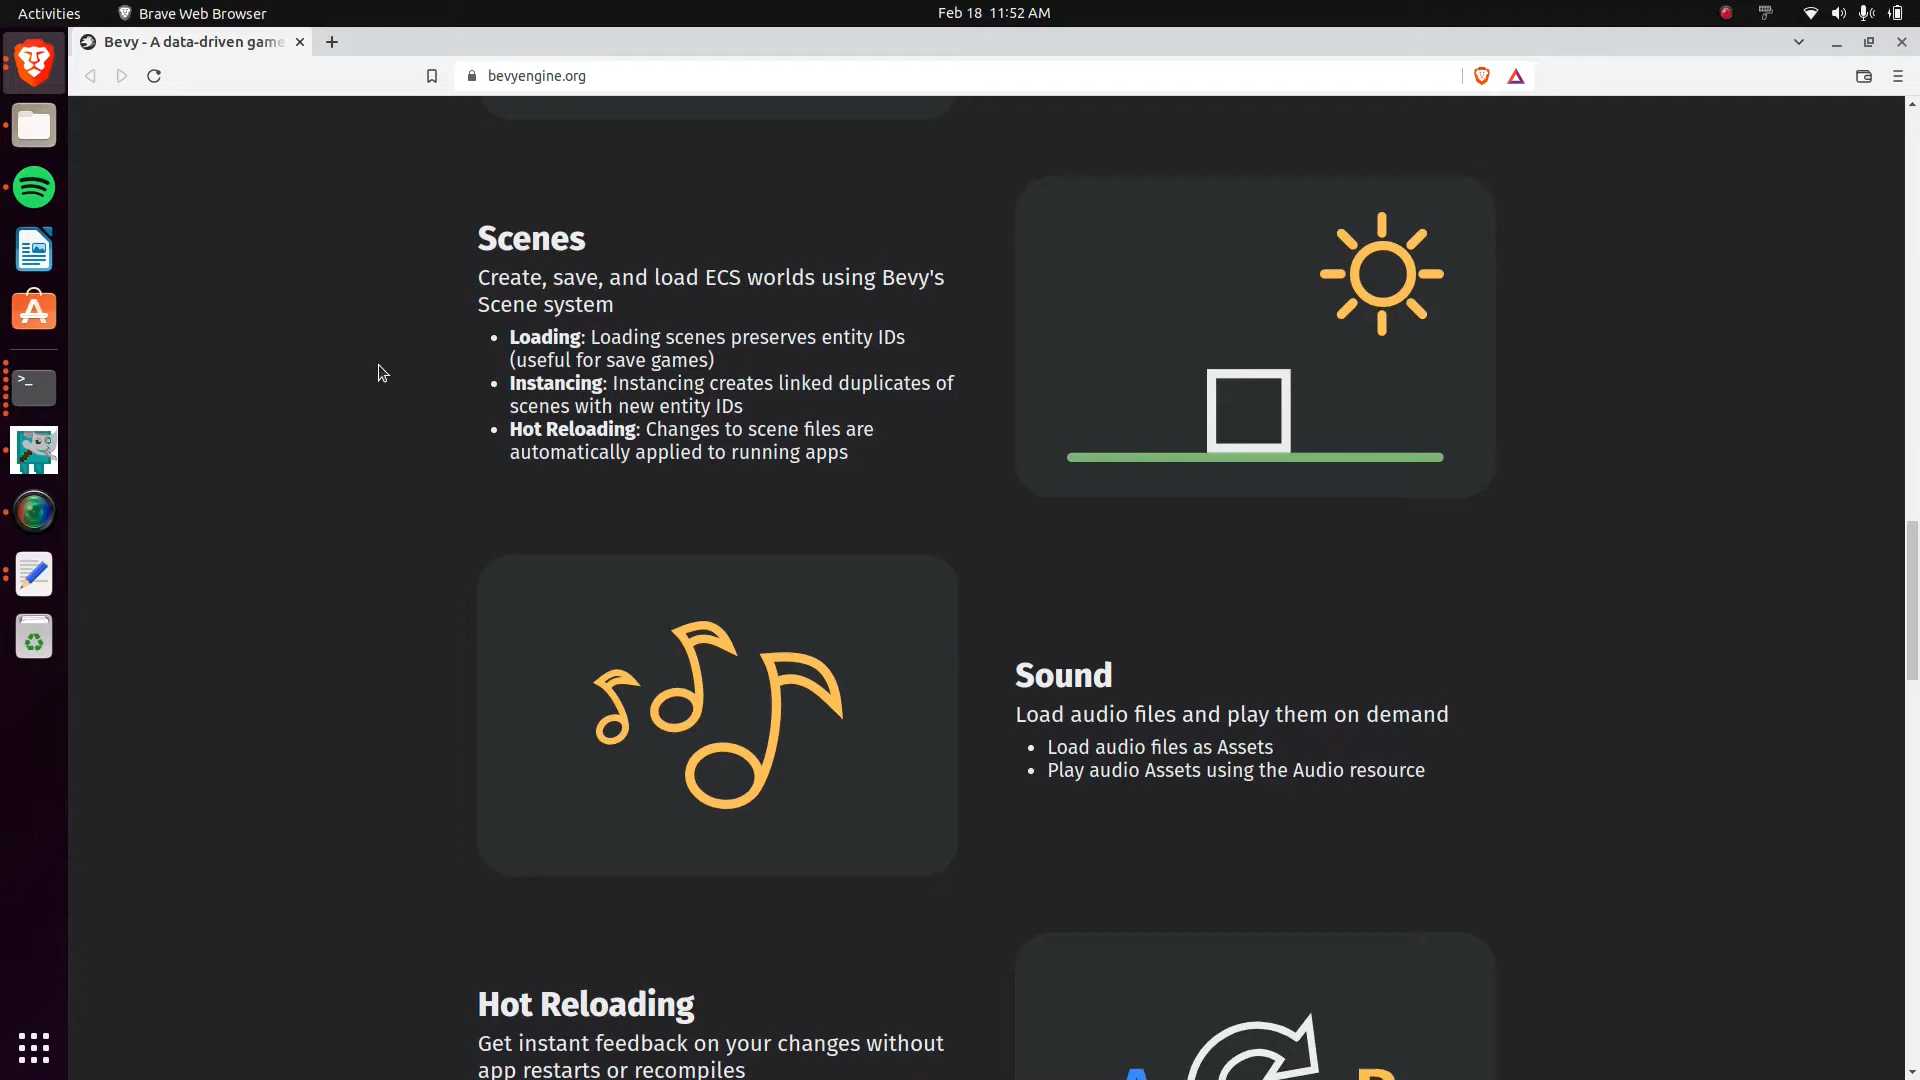 Activities
Brave Web Browser
Feb 18 11:52 AM
Bevy - A data-driven game
bevyengine.org
Scenes
Create, save, and load ECS worlds using Bevy's
Scene system
• Loading: Loading scenes preserves entity IDs
(useful for save games)
• Instancing: Instancing creates linked duplicates of
scenes with new entity IDs
• Hot Reloading: Changes to scene files are
automatically applied to running apps
Sound
Load audio files and play them on demand
• Load audio files as Assets
• Play audio Assets using the Audio resource
Hot Reloading
Get instant feedback on your changes without
app restarts or recompiles